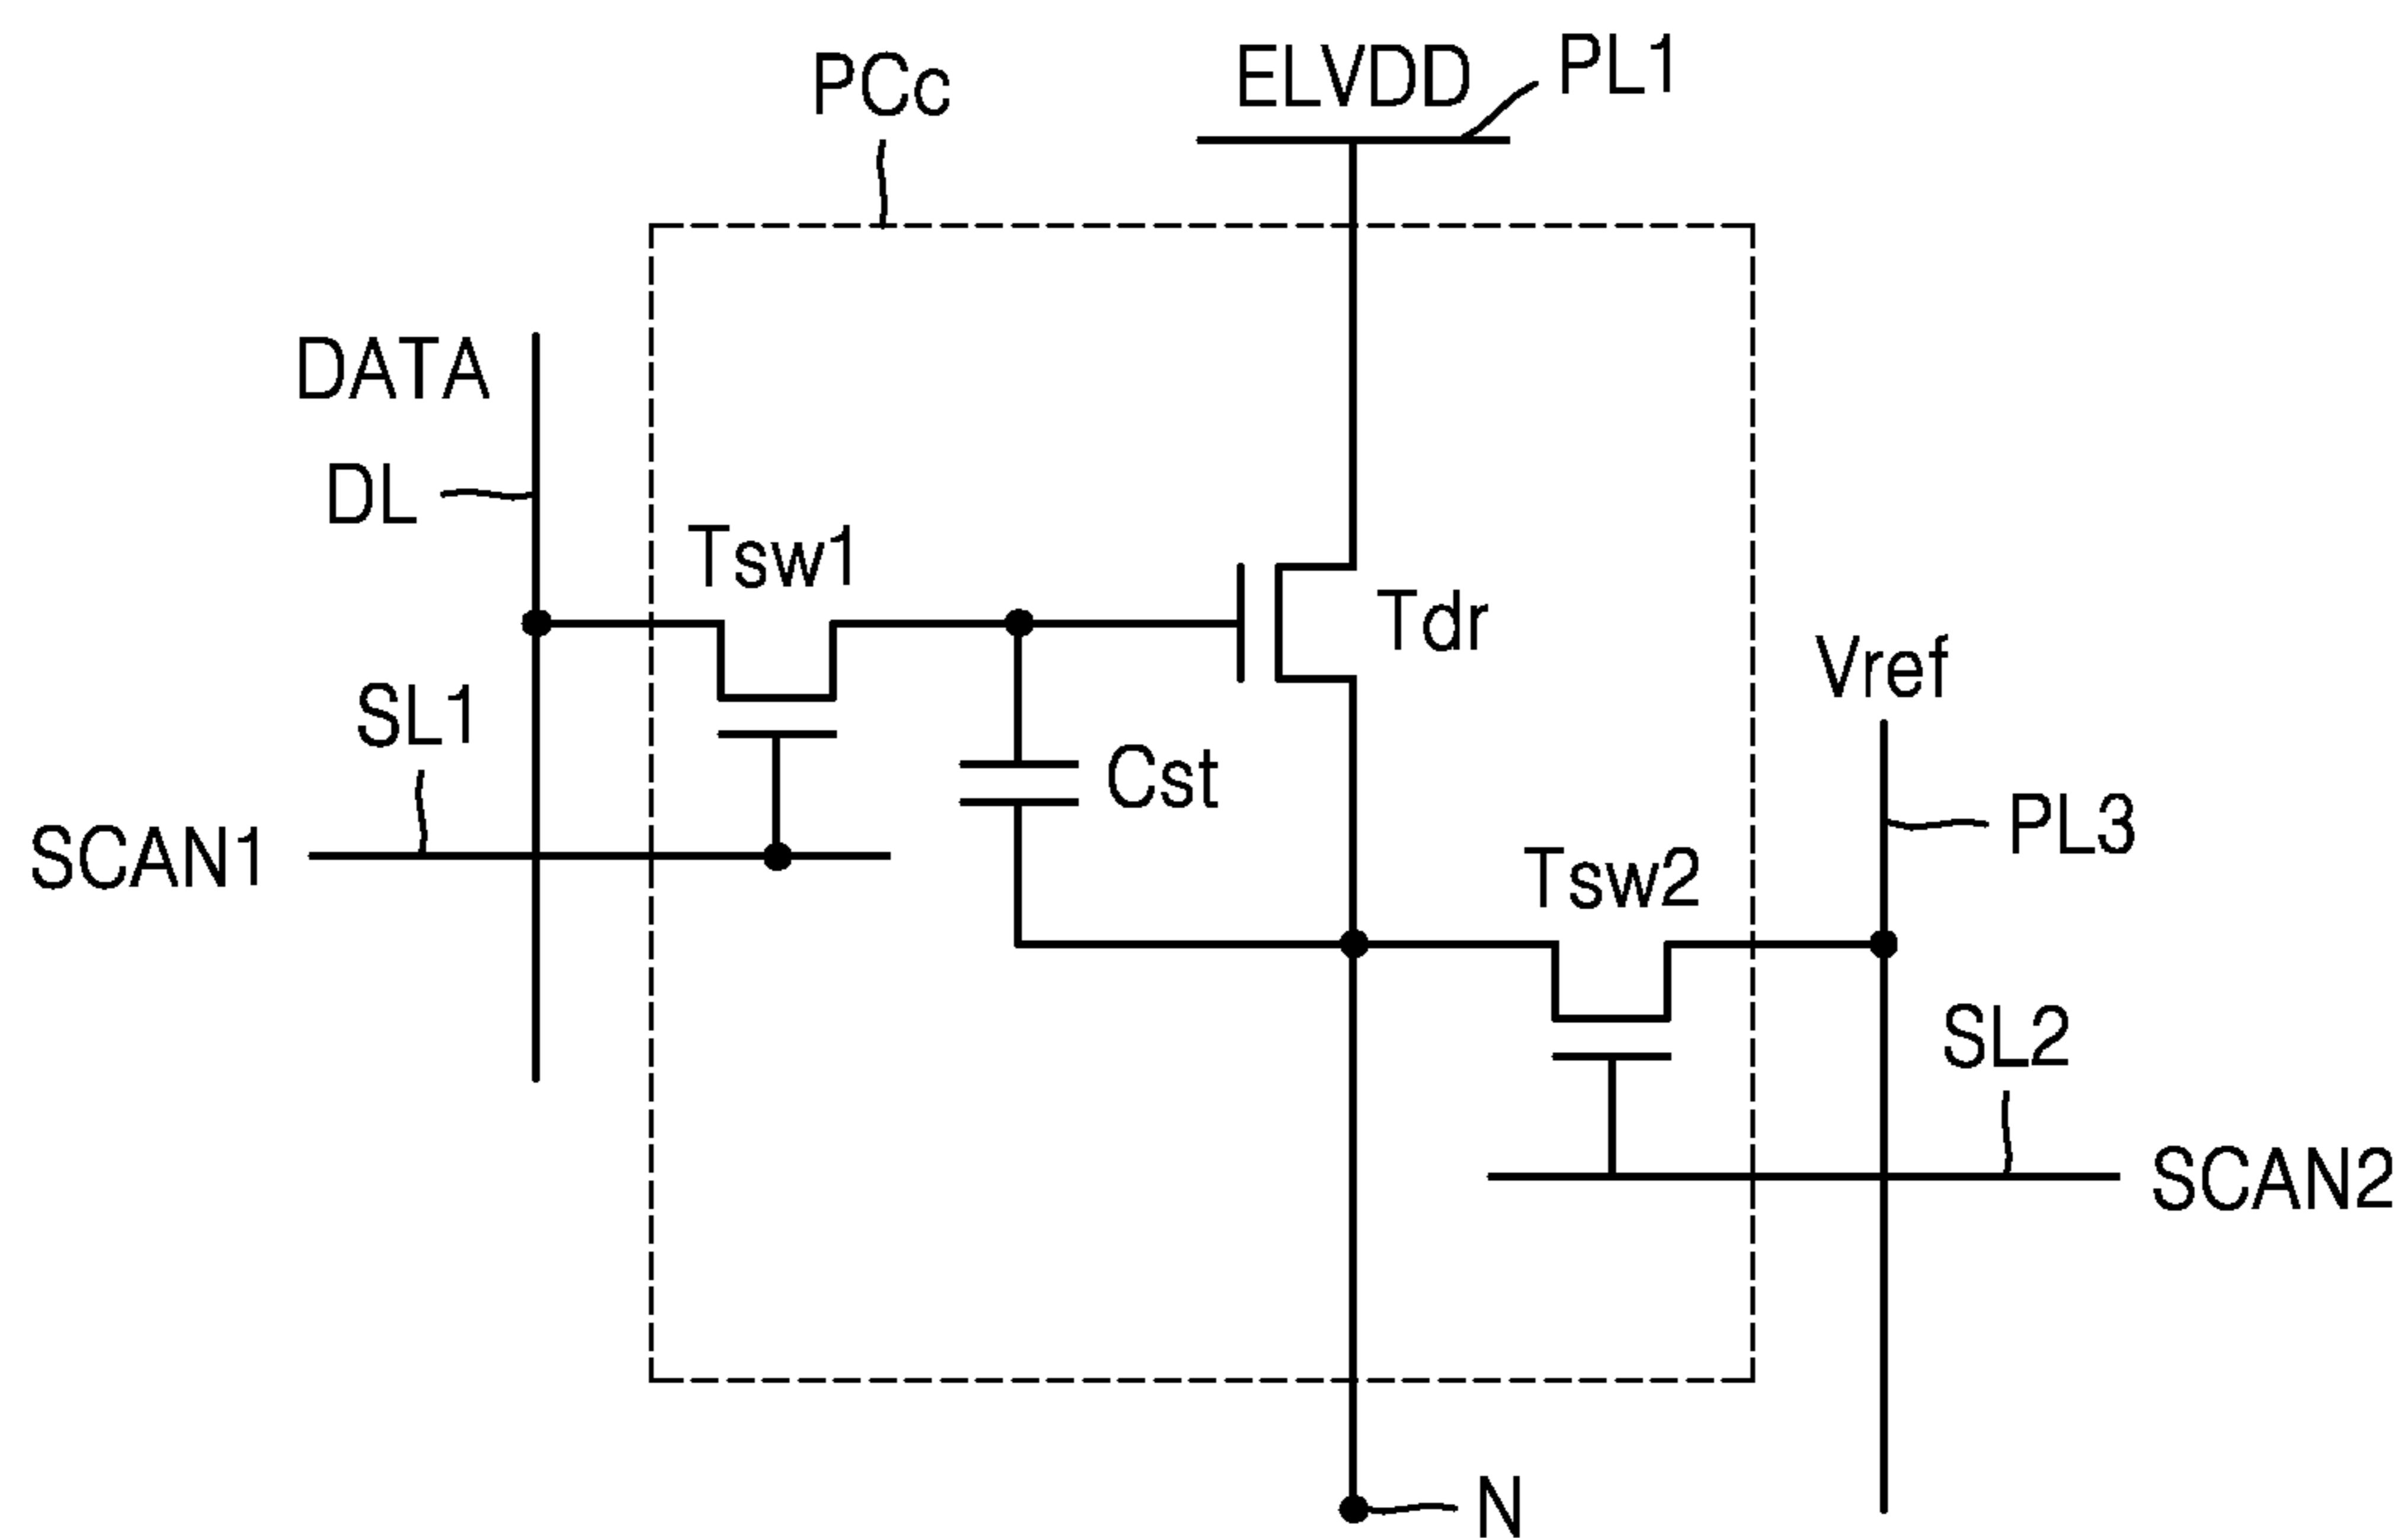 PCc
ELVDD
PL1
DATA
DL
Tsw1
Tdr
Vref
SL1
Cst
PL3
SCAN1
Tsw2
SL2
SCAN2
N